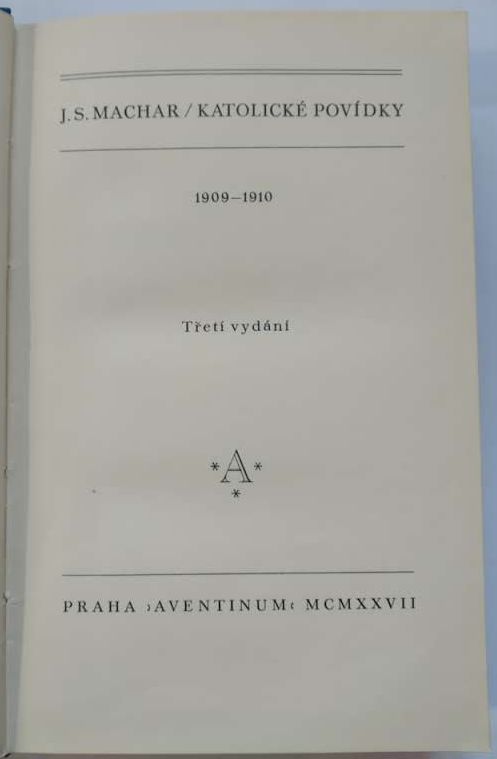 J. S. MACHAR / KATOLICKÉ POVÍDKY
1909–1910
Třetí vydání
* A *
*
PRAHA ›AVENTINUM‹ MCMXXVII